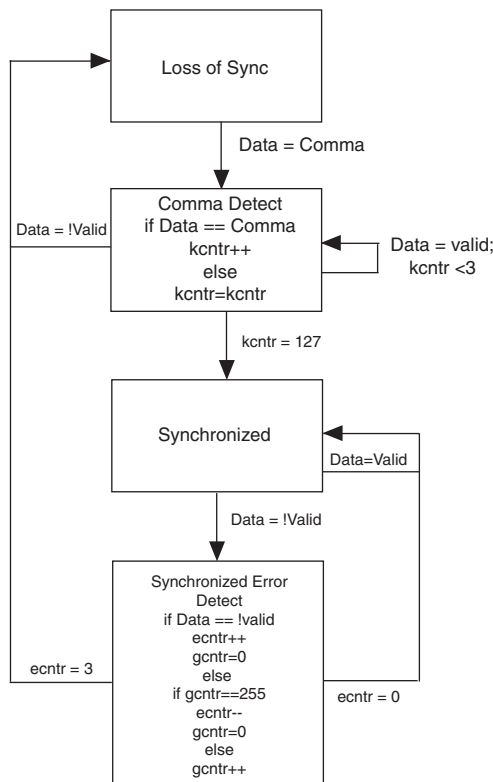 Loss of Sync
Data = Comma
Comma Detect
if Data == Comma
kcntr++
else
kcntr=kcntr
Data = !Valid
Data = valid;
kcntr <3
kcntr = 127
Synchronized
Data=Valid
Data = !Valid
Synchronized Error
Detect
if Data == !valid
ecntr++
gcntr=0
else
if gcntr==255
ecntr--
gcntr=0
else
gcntr++
ecntr = 3
ecntr = 0